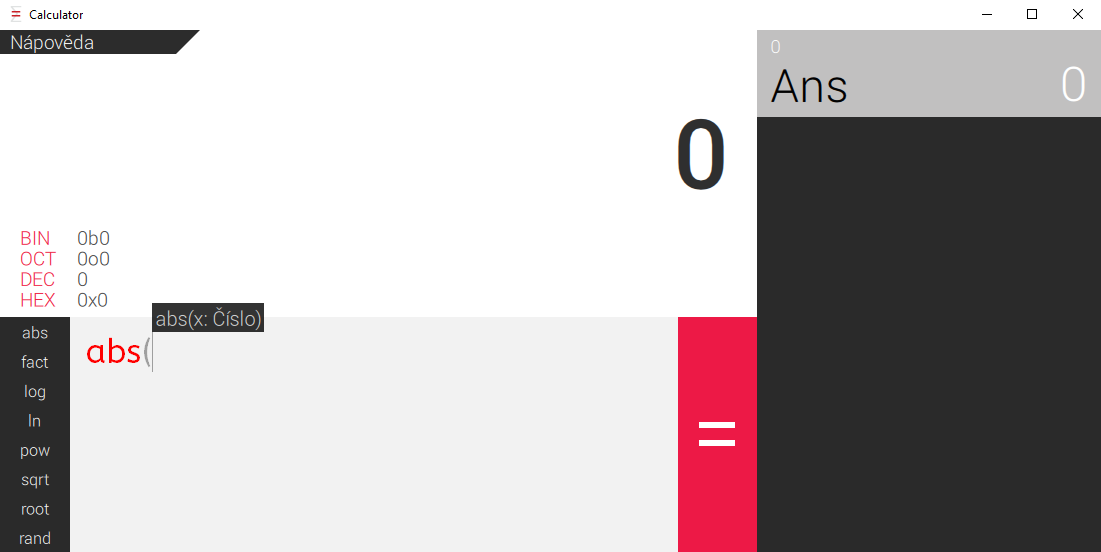 Calculator
Nápověda
0
Ans 0
0
BIN 0b0
OCT 0o0
DEC 0
HEX 0x0
abs(x: Číslo)
abs(
=
abs
fact
log
ln
pow
sqrt
root
rand